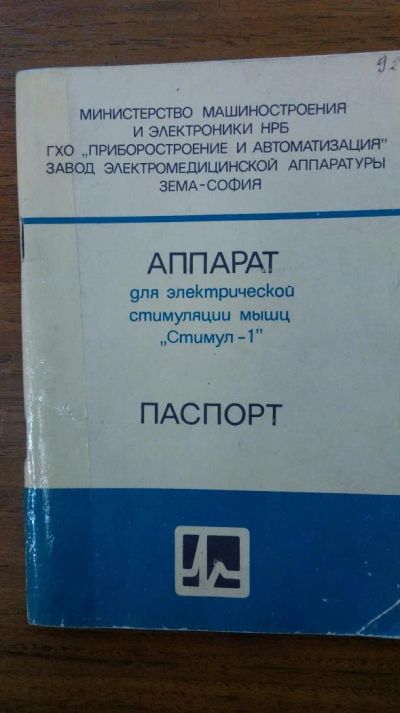 92
МИНИСТЕРСТВО МАШИНОСТРОЕНИЯ
И ЭЛЕКТРОНИКИ НРБ
ГХО „ПРИБОРОСТРОЕНИЕ И АВТОМАТИЗАЦИЯ"
ЗАВОД ЭЛЕКТРОМЕДИЦИНСКОЙ АППАРАТУРЫ
ЗЕМА-СОФИЯ
АППАРАТ
для электрической
стимуляции мышц
„Стимул-1"
ПАСПОРТ